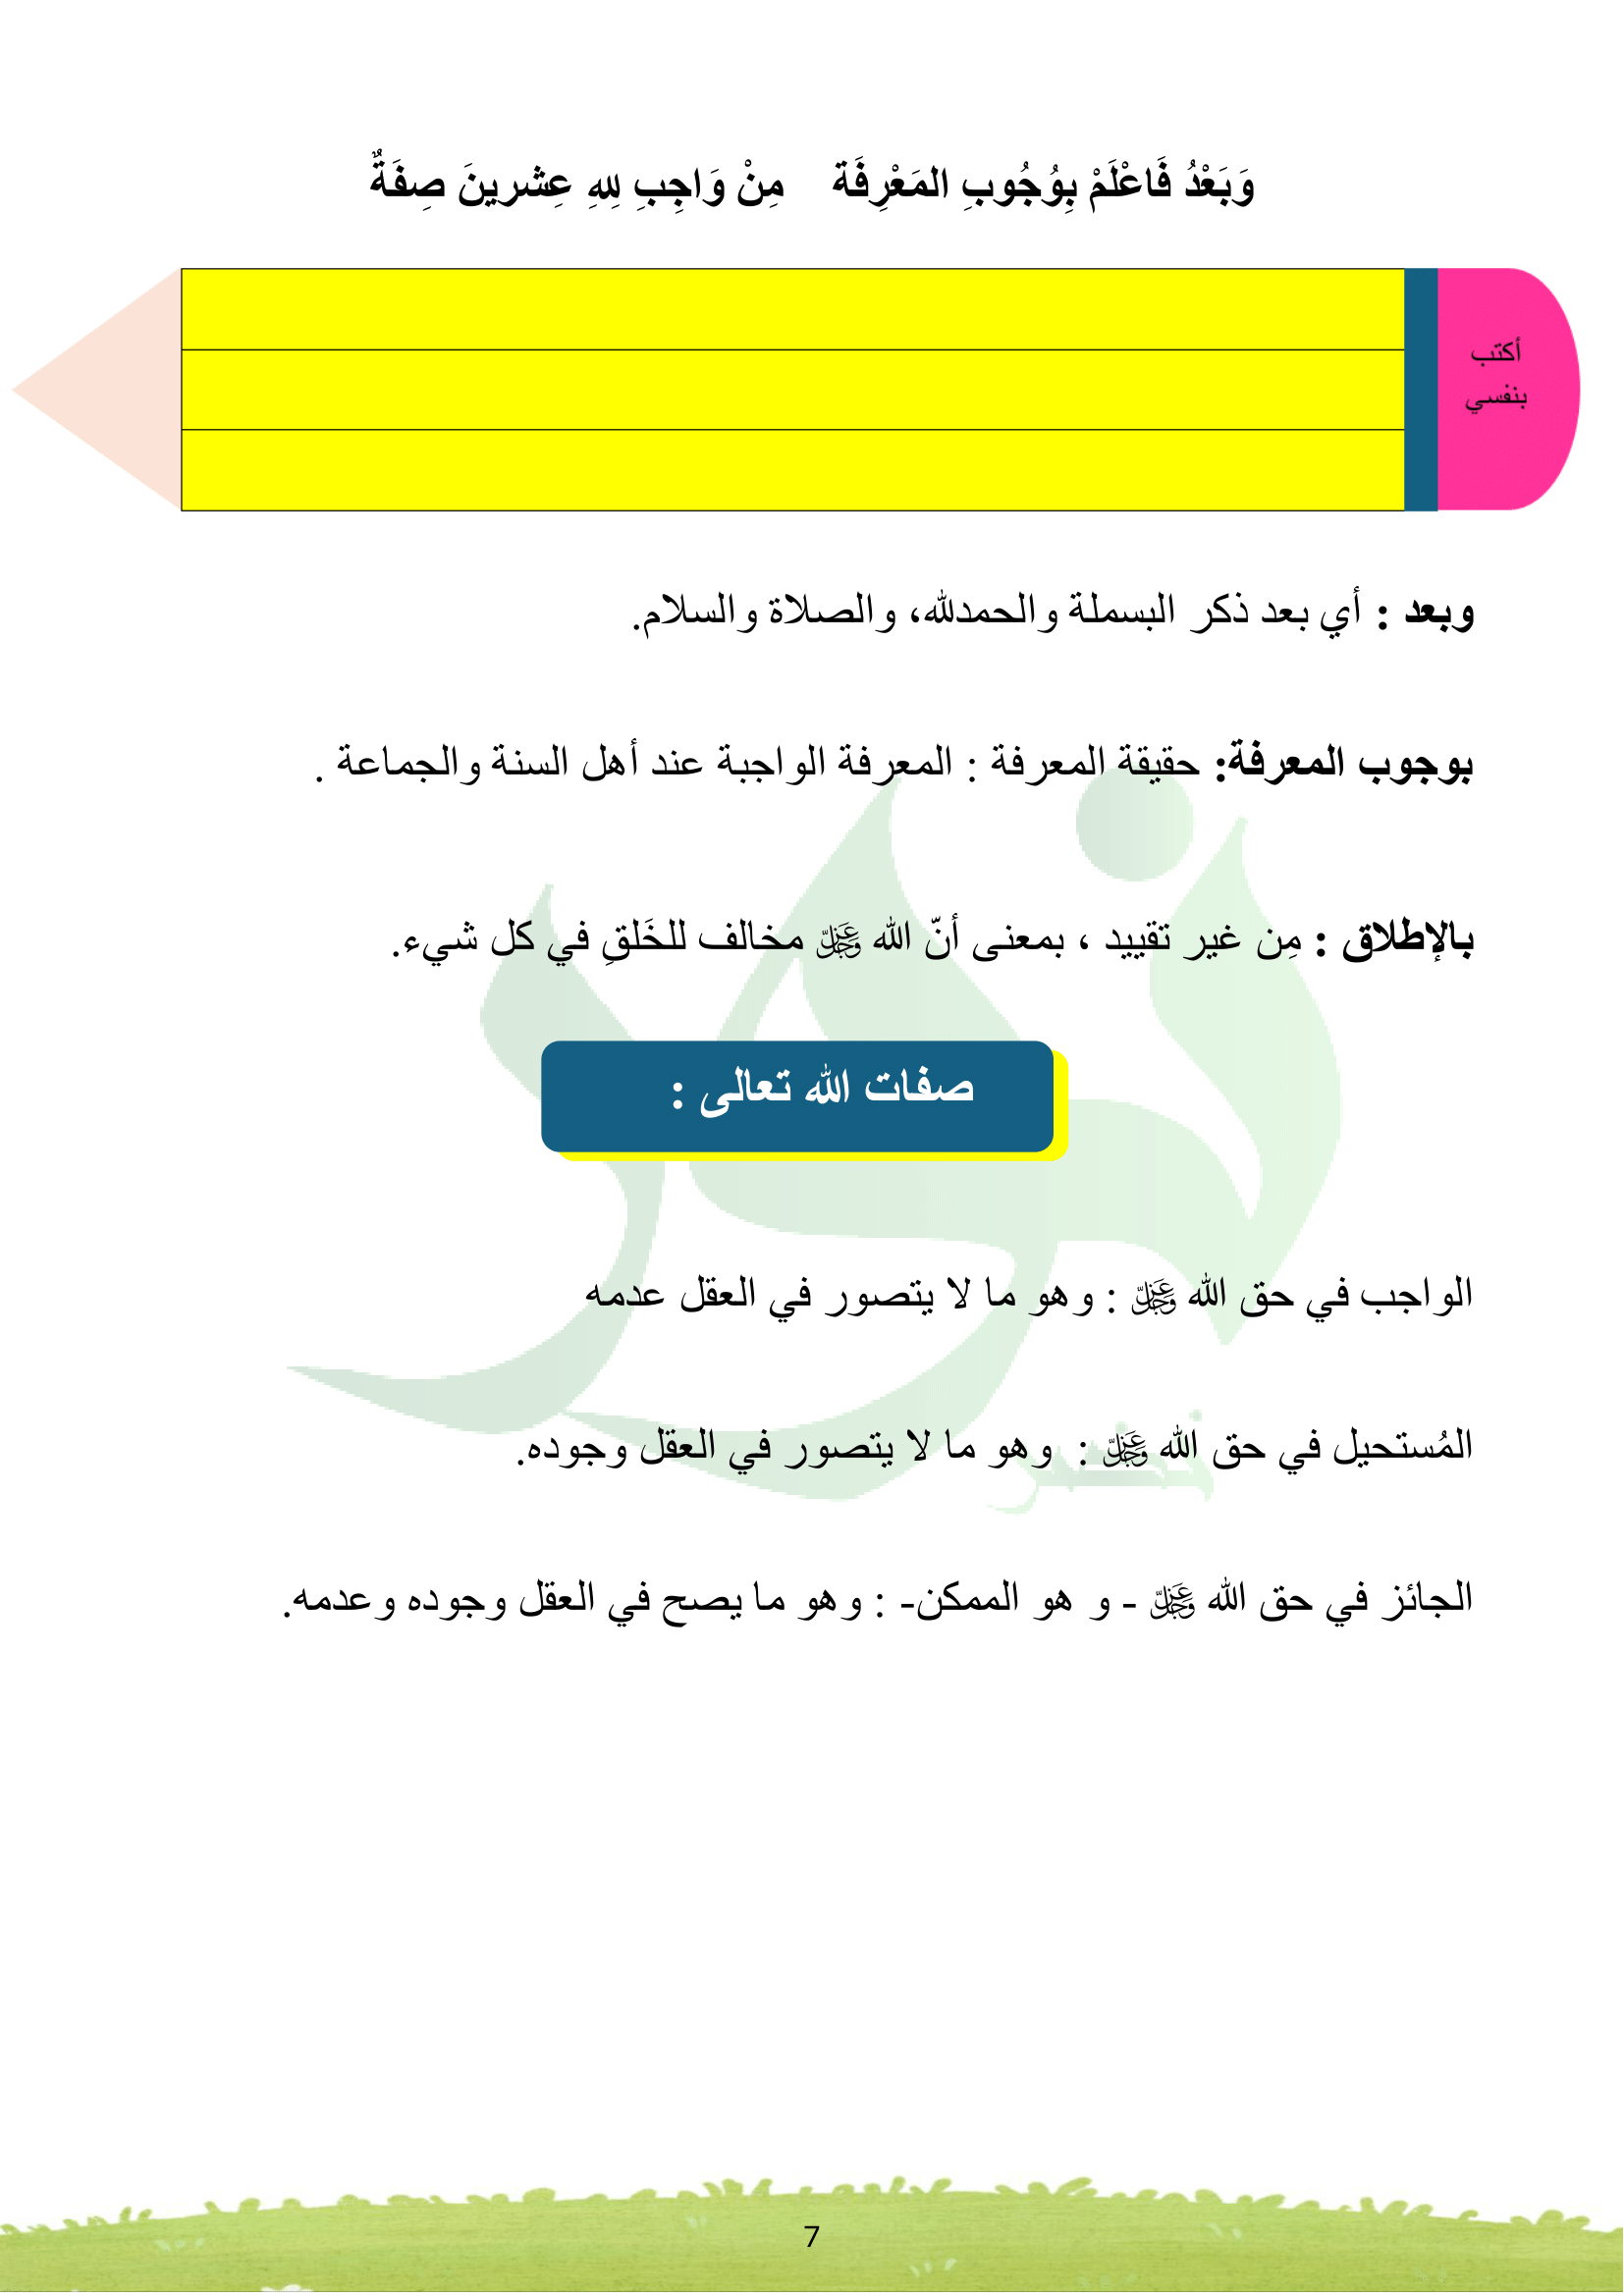 وَبَعْدُ فَاعْلَمْ بِوُجُوبِ المَعْرِفَة مِنْ وَاجِبِ لِلهِ عِشرينَ صِفَةٌ
أكتب
بنفسي
وبعد : أي بعد ذكر البسملة والحمدلله، والصلاة والسلام.
بوجوب المعرفة: حقيقة المعرفة : المعرفة الواجبة عند أهل السنة والجماعة .
بالإطلاق : مِن غير تقييد ، بمعنى أنّ الله ﷻ مخالف للخَلقِ في كل شيء.
صفات الله تعالى :
الواجب في حق الله ﷻ : وهو ما لا يتصور في العقل عدمه
المُستحيل في حق الله ﷻ : وهو ما لا يتصور في العقل وجوده.
الجائز في حق الله ﷻ - و هو الممكن- : وهو ما يصح في العقل وجوده وعدمه.
7